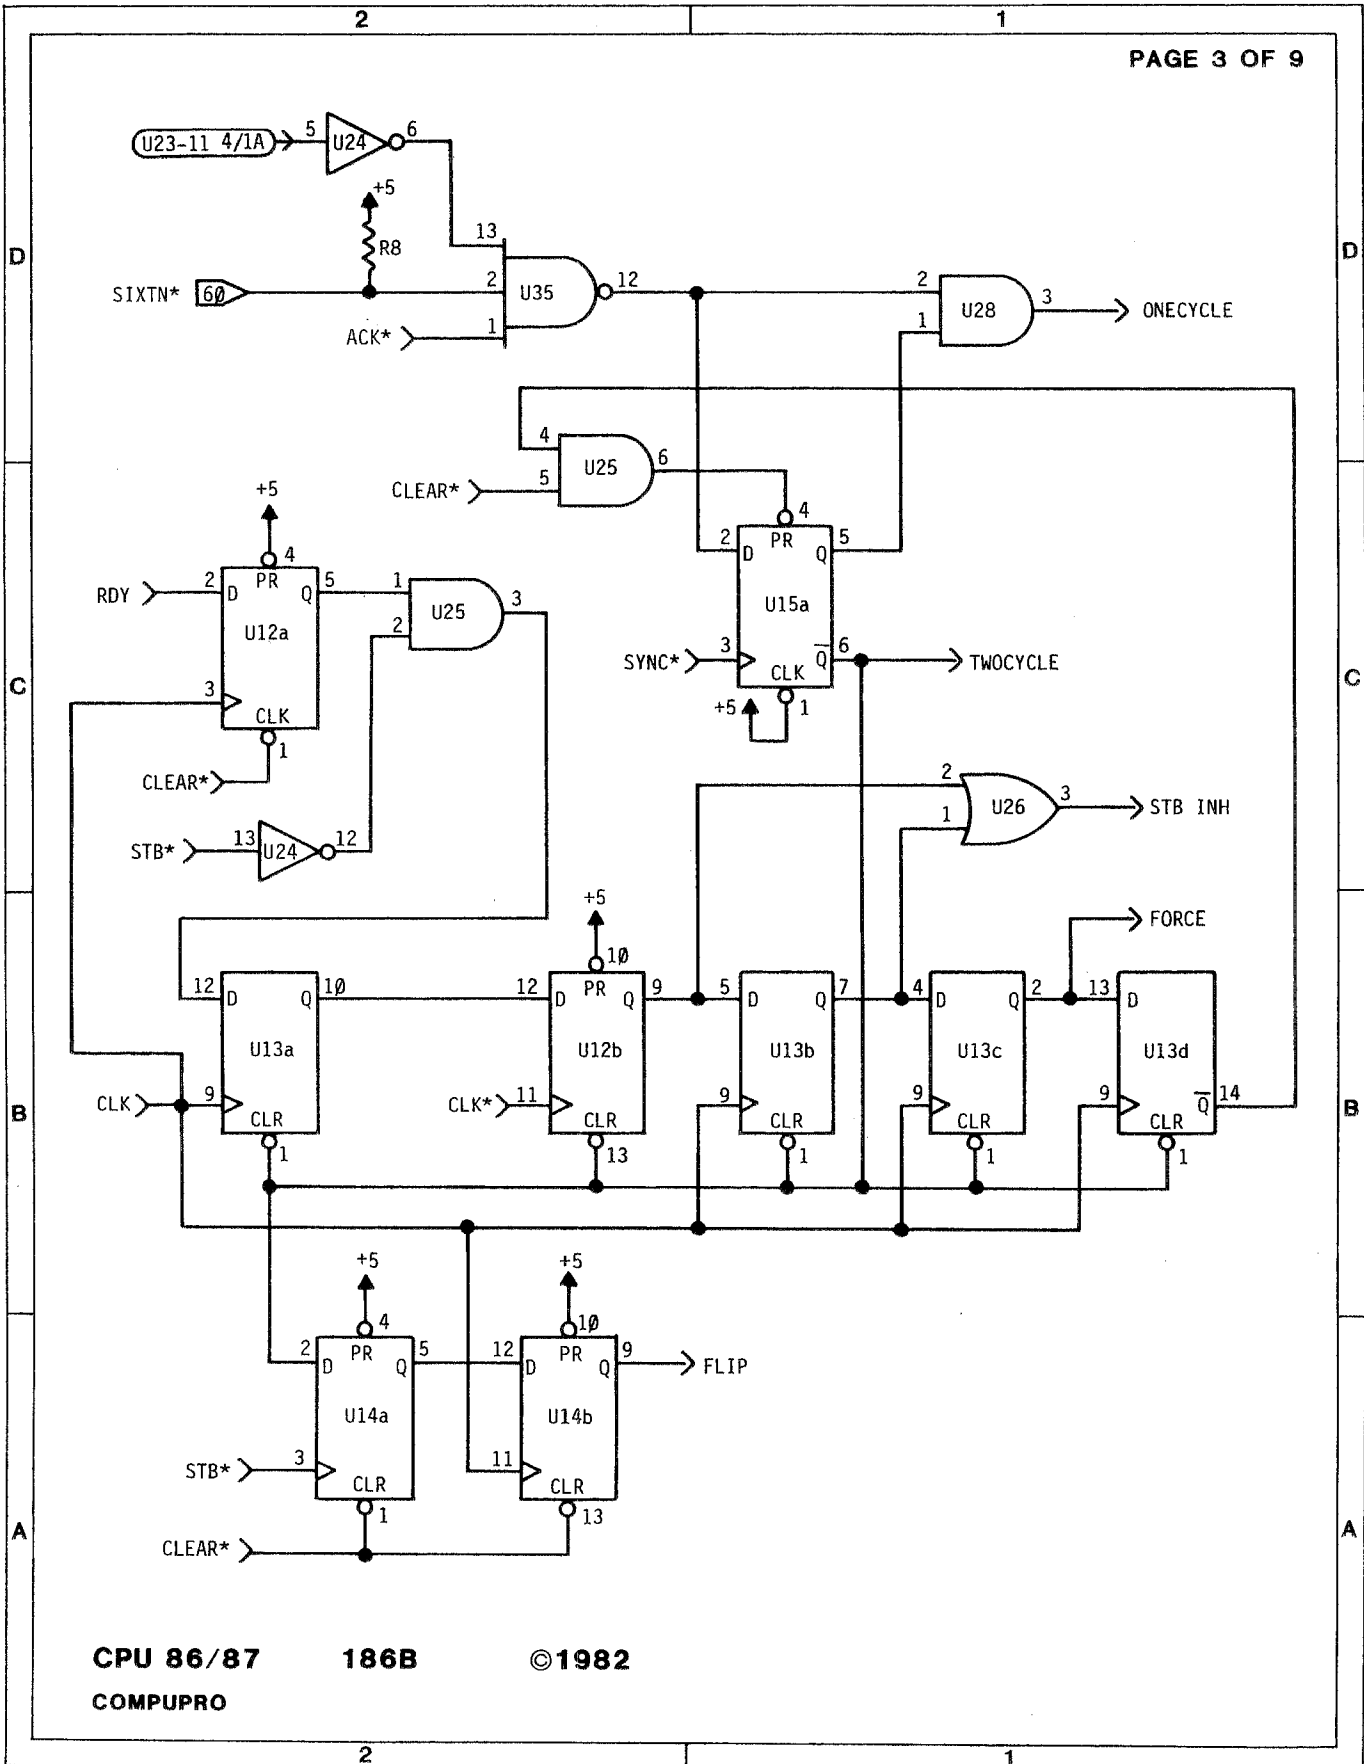 2 1
PAGE 3 OF 9
U23-11 4/1A 5 U24 6
+5
R8
13
D D
SIXTN* 60 2 U35 12 2 U28 3 ONECYCLE
ACK* 1 1
4 U25 6
CLEAR* 5
+5
4
4
PR
2 D PR Q 5
RDY 2 D Q 5 1 U25 3
U12a 2
U15a
SYNC* 3 Q 6 TWOCYCLE
C C
3 CLK
CLK
+5 1
1
CLEAR*
2 U26 3 STB INH
1
STB* 13 U24 12
+5
FORCE
10
12 D Q 10 12 D PR Q 9 5 D Q 7 4 D Q 2 13 D
U13a U12b U13b U13c U13d
CLK 9 CLK* 11 9 9 9 Q 14
B B
CLR CLR CLR CLR CLR
1 13 1 1 1
+5 +5
4 10
2 D PR Q 5 12 D PR Q 9 FLIP
U14a U14b
STB* 3 11
CLR CLR
1 13
A A
CLEAR*
CPU 86/87 186B ©1982
COMPUPRO
2 1